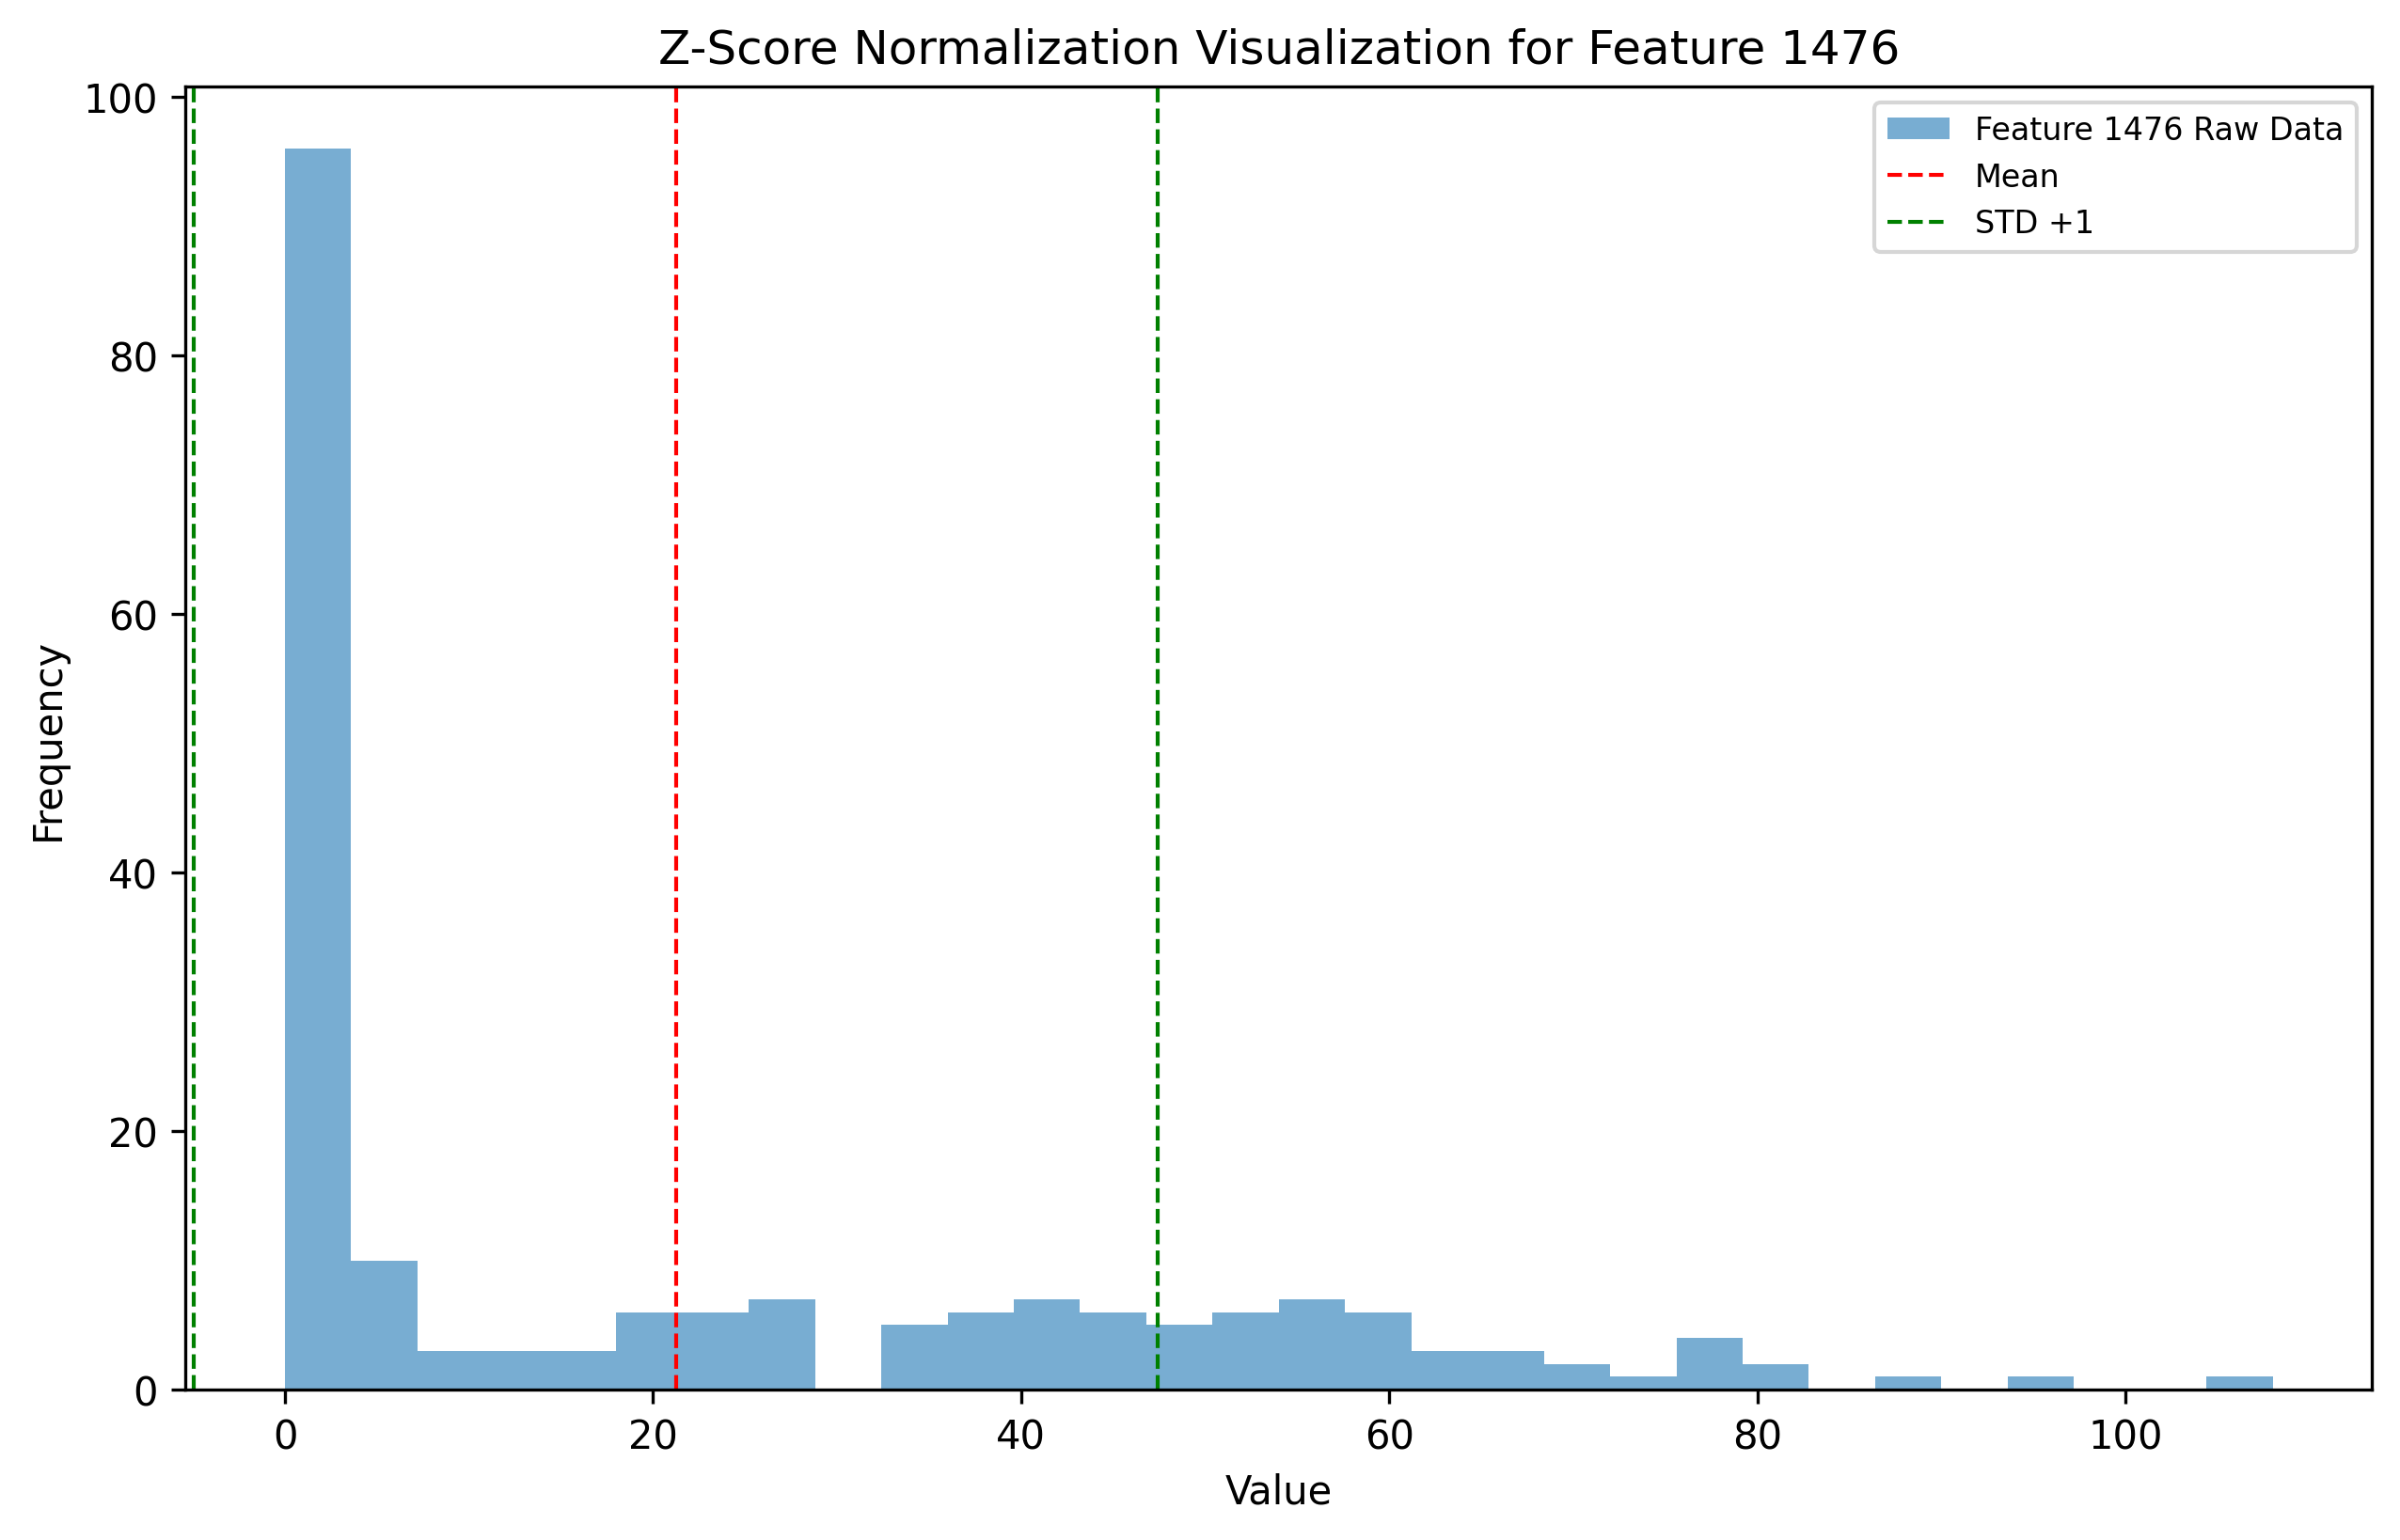 Z-Score Normalization Visualization for Feature 1476
Feature 1476 Raw Data
Mean
STD +1
100
80
60
40
20
0
Frequency
0 20 40 60 80 100
Value